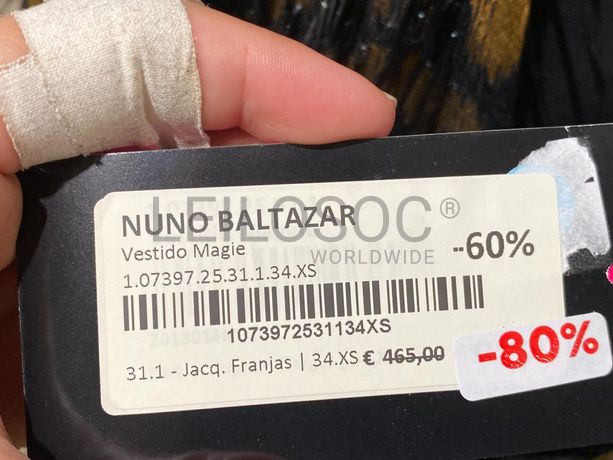 NUNO BALTAZAR
Vestido Magie
1.07397.25.31.1.34.XS
-60%
1073972531134XS
31.1 - Jacq. Franjas | 34.XS € 465,00
-80%
LEILOSOC®
WORLDWIDE